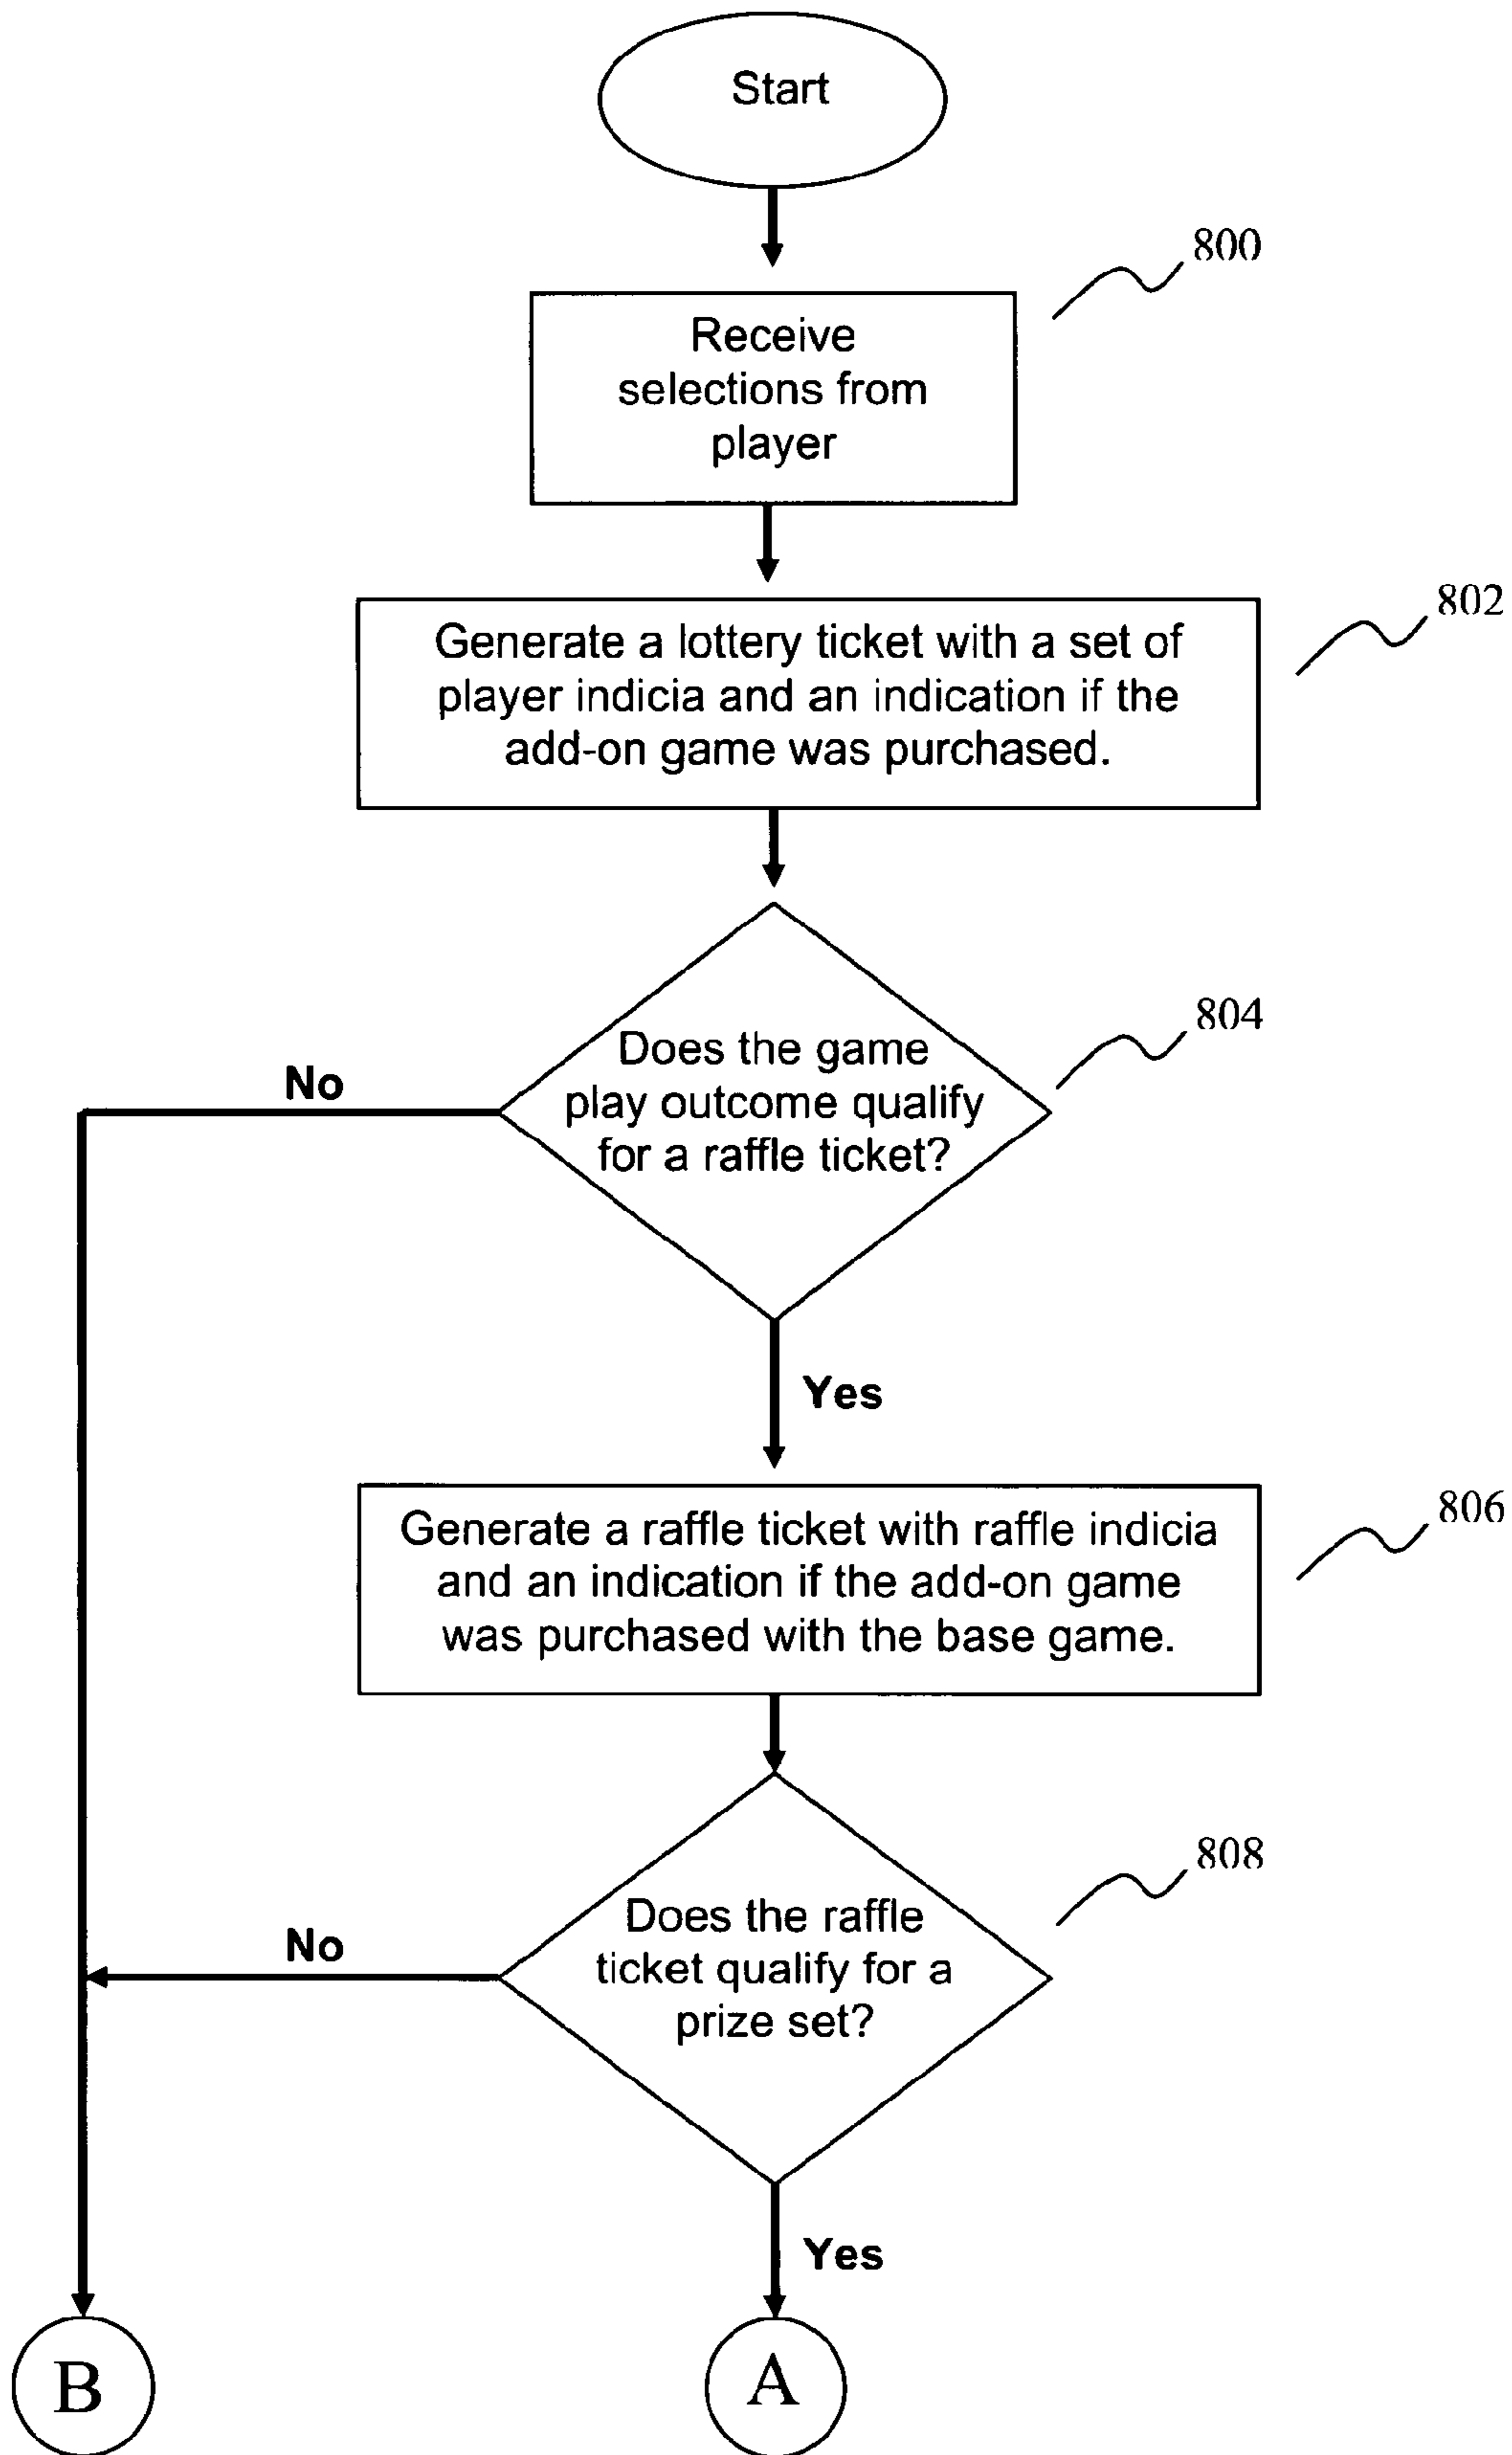 Start
800
Receive
selections from
player
802
Generate a lottery ticket with a set of
player indicia and an indication if the
add-on game was purchased.
804
Does the game
play outcome qualify
for a raffle ticket?
No
Yes
806
Generate a raffle ticket with raffle indicia
and an indication if the add-on game
was purchased with the base game.
808
Does the raffle
ticket qualify for a
prize set?
No
Yes
B
A